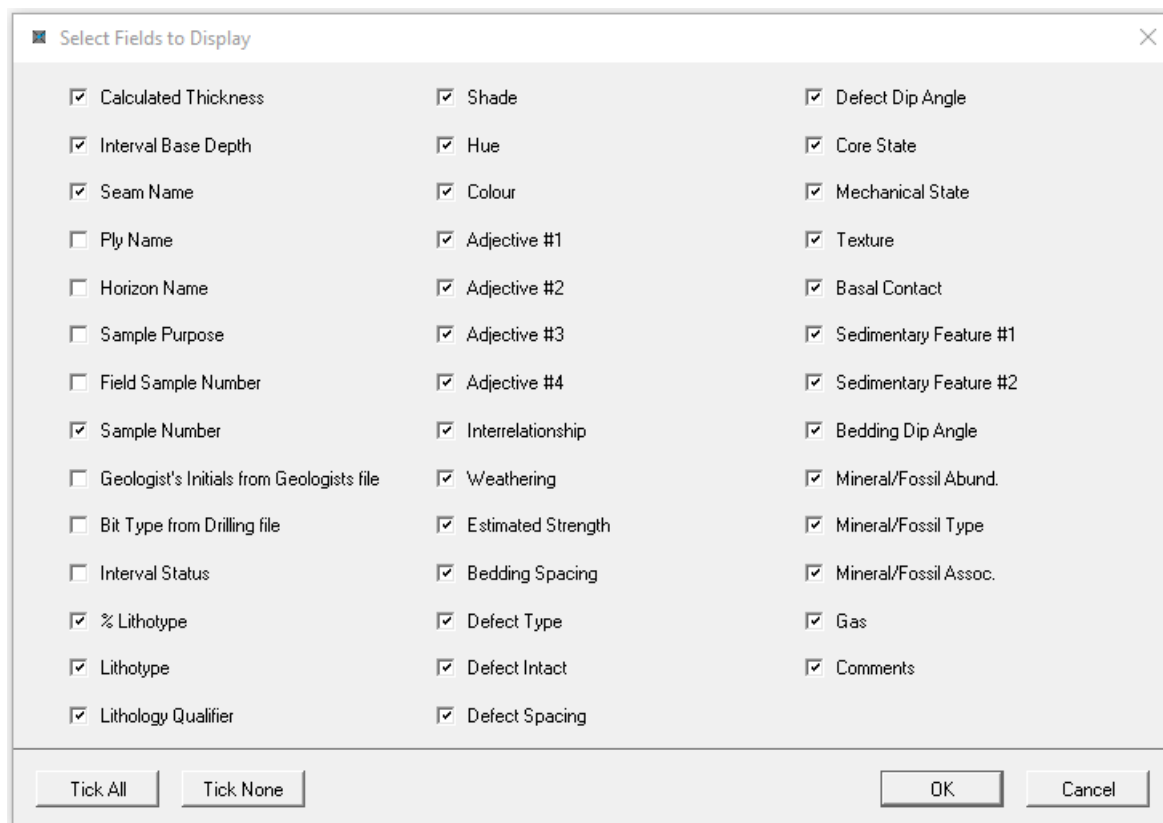 Select Fields to Display
Calculated Thickness
Interval Base Depth
Seam Name
Ply Name
Horizon Name
Sample Purpose
Field Sample Number
Sample Number
Geologist's Initials from Geologists file
Bit Type from Drilling file
Interval Status
% Lithotype
Lithotype
Lithology Qualifier
Shade
Hue
Colour
Adjective #1
Adjective #2
Adjective #3
Adjective #4
Interrelationship
Weathering
Estimated Strength
Bedding Spacing
Defect Type
Defect Intact
Defect Spacing
Defect Dip Angle
Core State
Mechanical State
Texture
Basal Contact
Sedimentary Feature #1
Sedimentary Feature #2
Bedding Dip Angle
Mineral/Fossil Abund.
Mineral/Fossil Type
Mineral/Fossil Assoc.
Gas
Comments
Tick All
Tick None
OK
Cancel